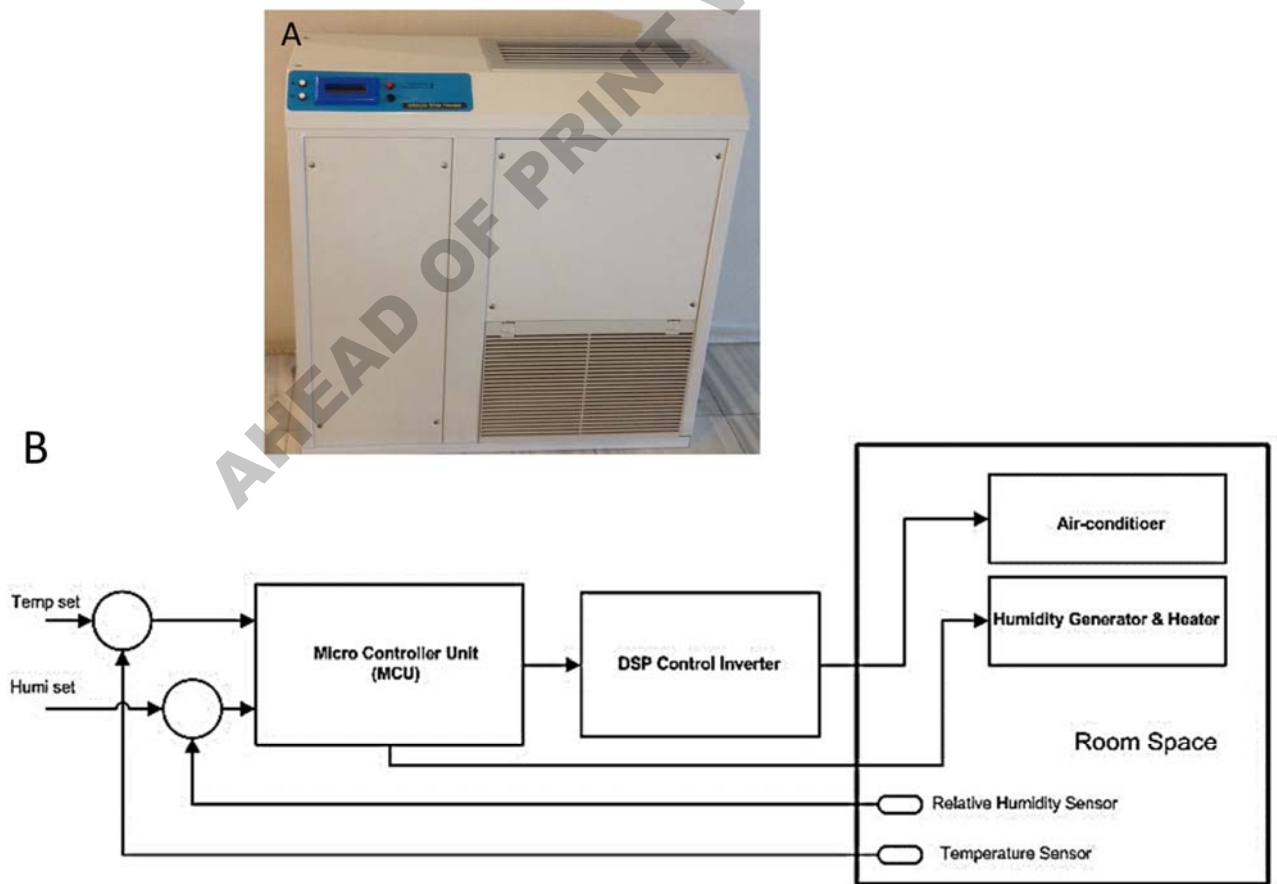 A
AHEAD OF PRINT
B
Temp set
Humi set
Micro Controller Unit
(MCU)
DSP Control Inverter
Air-conditioer
Humidity Generator & Heater
Room Space
Relative Humidity Sensor
Temperature Sensor